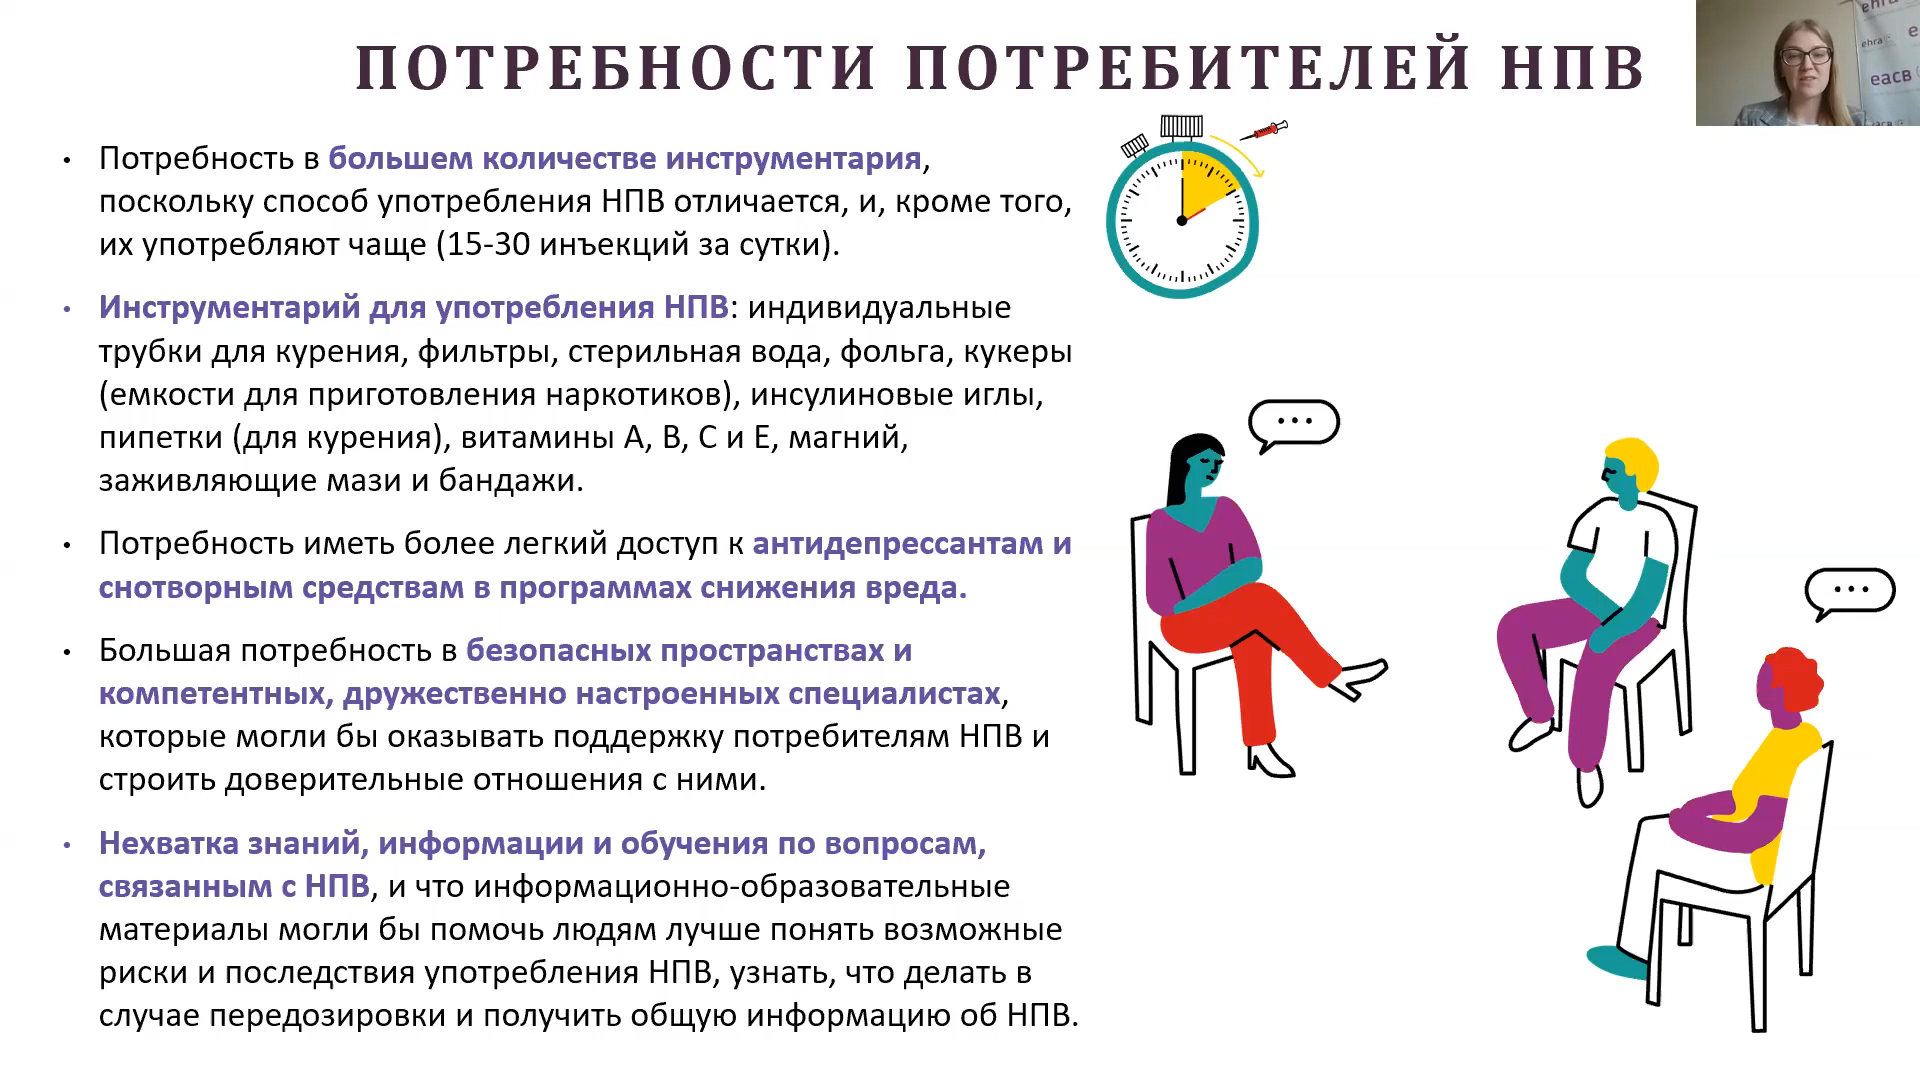 ПОТРЕБНОСТИ ПОТРЕБИТЕЛЕЙ НПВ
ehra
ehra
еасв
еасв
• Потребность в большем количестве инструментария,
поскольку способ употребления НПВ отличается, и, кроме того,
их употребляют чаще (15-30 инъекций за сутки).
• Инструментарий для употребления НПВ: индивидуальные
трубки для курения, фильтры, стерильная вода, фольга, кукеры
(емкости для приготовления наркотиков), инсулиновые иглы,
пипетки (для курения), витамины А, В, С и Е, магний,
заживляющие мази и бандажи.
• Потребность иметь более легкий доступ к антидепрессантам и
снотворным средствам в программах снижения вреда.
• Большая потребность в безопасных пространствах и
компетентных, дружественно настроенных специалистах,
которые могли бы оказывать поддержку потребителям НПВ и
строить доверительные отношения с ними.
• Нехватка знаний, информации и обучения по вопросам,
связанным с НПВ, и что информационно-образовательные
материалы могли бы помочь людям лучше понять возможные
риски и последствия употребления НПВ, узнать, что делать в
случае передозировки и получить общую информацию об НПВ.